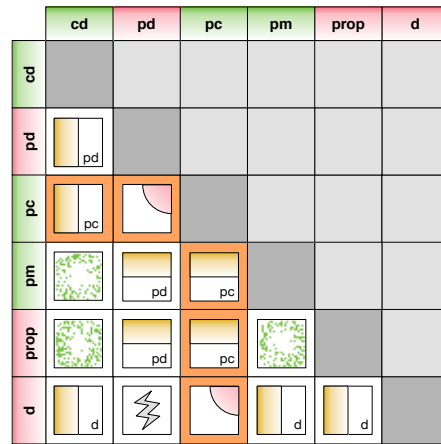 cd pd pc pm prop d
cd
pd pd
pc pc
pm pd pc
prop pd pc
d d d d